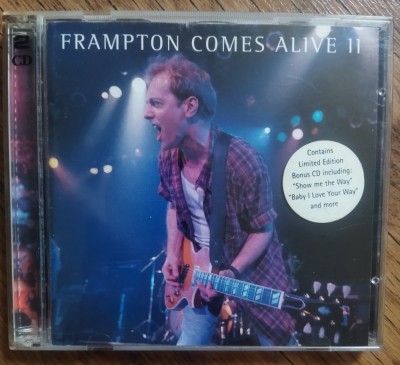 FRAMPTON COMES ALIVE II
2
CD
Contains
Limited Edition
Bonus CD including:
"Show me the Way"
"Baby I Love Your Way"
and more